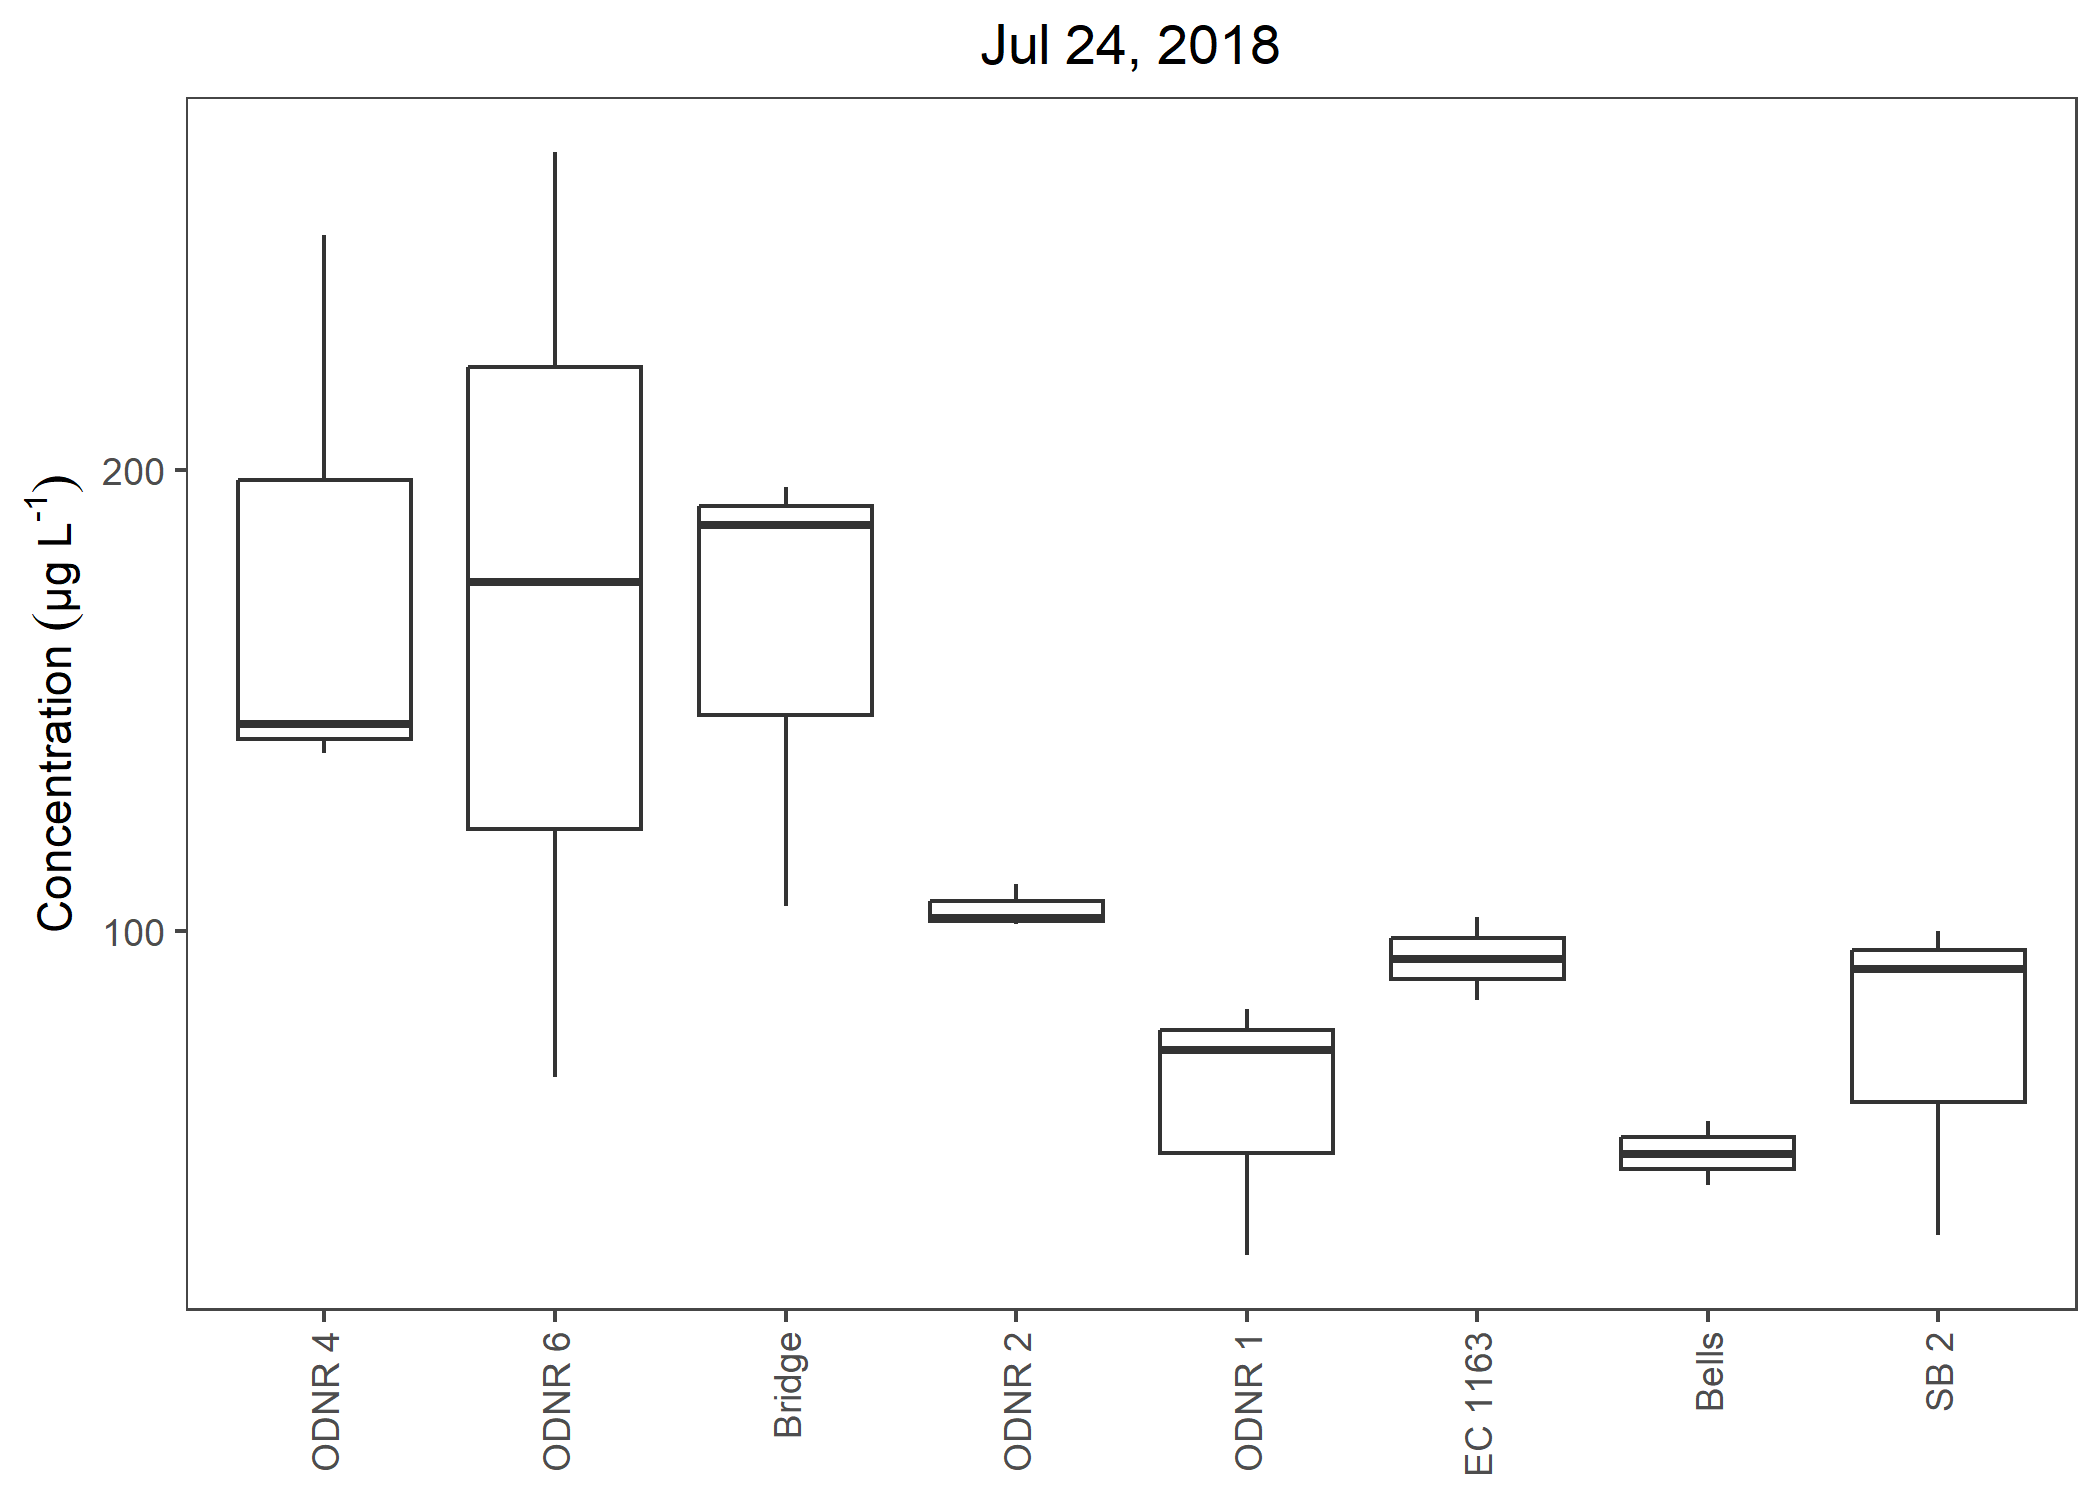 Jul 24, 2018
Concentration (µg L⁻¹)
200
100
ODNR 4
ODNR 6
Bridge
ODNR 2
ODNR 1
EC 1163
Bells
SB 2